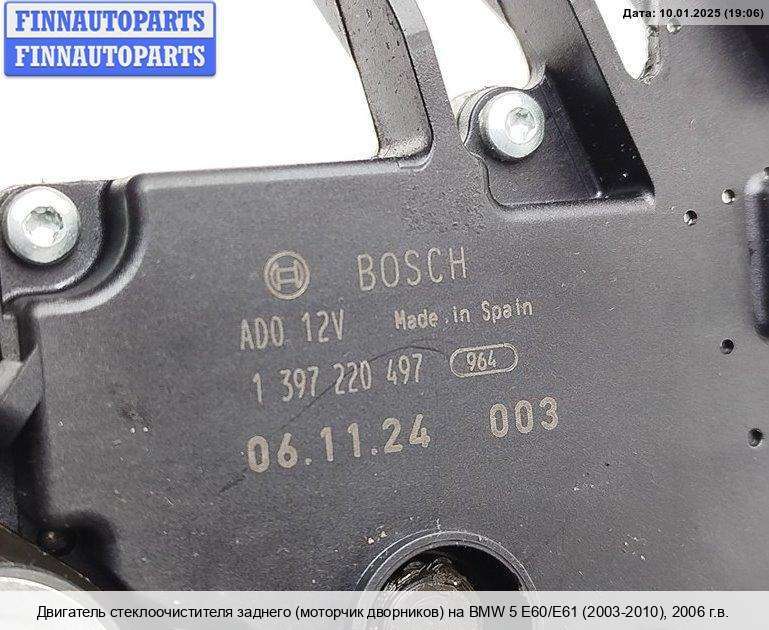 FINNAUTOPARTS
FINNAUTOPARTS
Дата: 10.01.2025 (19:06)
BOSCH
ADO 12V Made in Spain
1 397 220 497 964
06.11.24 003
Двигатель стеклоочистителя заднего (моторчик дворников) на BMW 5 E60/E61 (2003-2010), 2006 г.в.